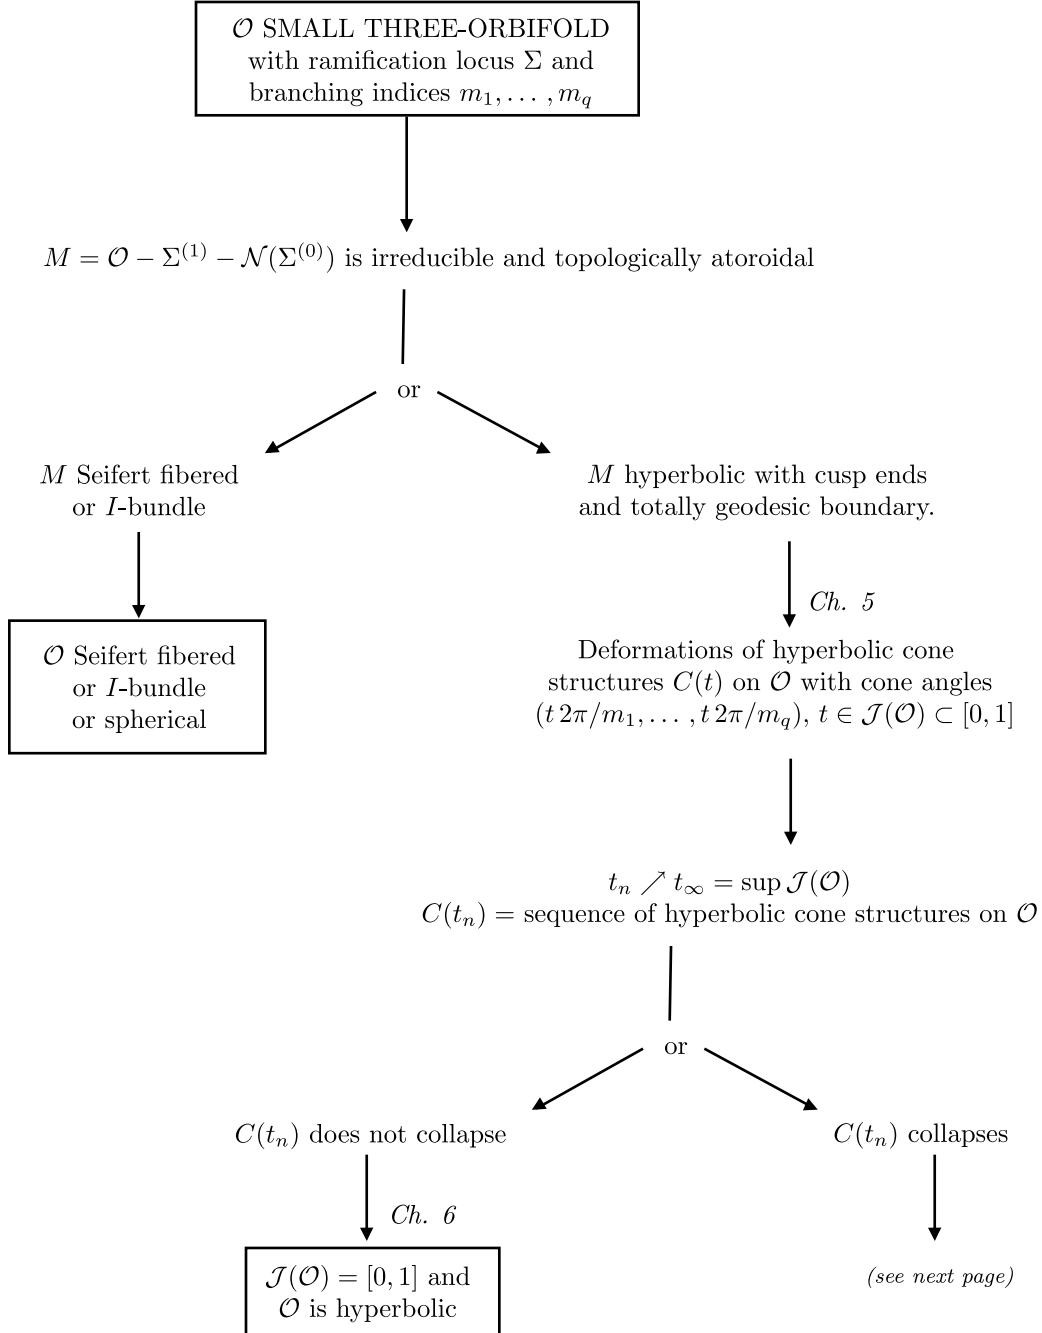 𝒪 SMALL THREE-ORBIFOLD
with ramification locus Σ and
branching indices m₁, . . . , m_q
M = 𝒪 − Σ⁽¹⁾ − 𝒩(Σ⁽⁰⁾) is irreducible and topologically atoroidal
or
M Seifert fibered
or I-bundle
M hyperbolic with cusp ends
and totally geodesic boundary.
Ch. 5
𝒪 Seifert fibered
or I-bundle
or spherical
Deformations of hyperbolic cone
structures C(t) on 𝒪 with cone angles
(t 2π/m₁, . . . , t 2π/m_q), t ∈ 𝒥(𝒪) ⊂ [0, 1]
tₙ ↗ t_∞ = sup 𝒥(𝒪)
C(tₙ) = sequence of hyperbolic cone structures on 𝒪
or
C(tₙ) does not collapse
C(tₙ) collapses
Ch. 6
𝒥(𝒪) = [0, 1] and
𝒪 is hyperbolic
(see next page)